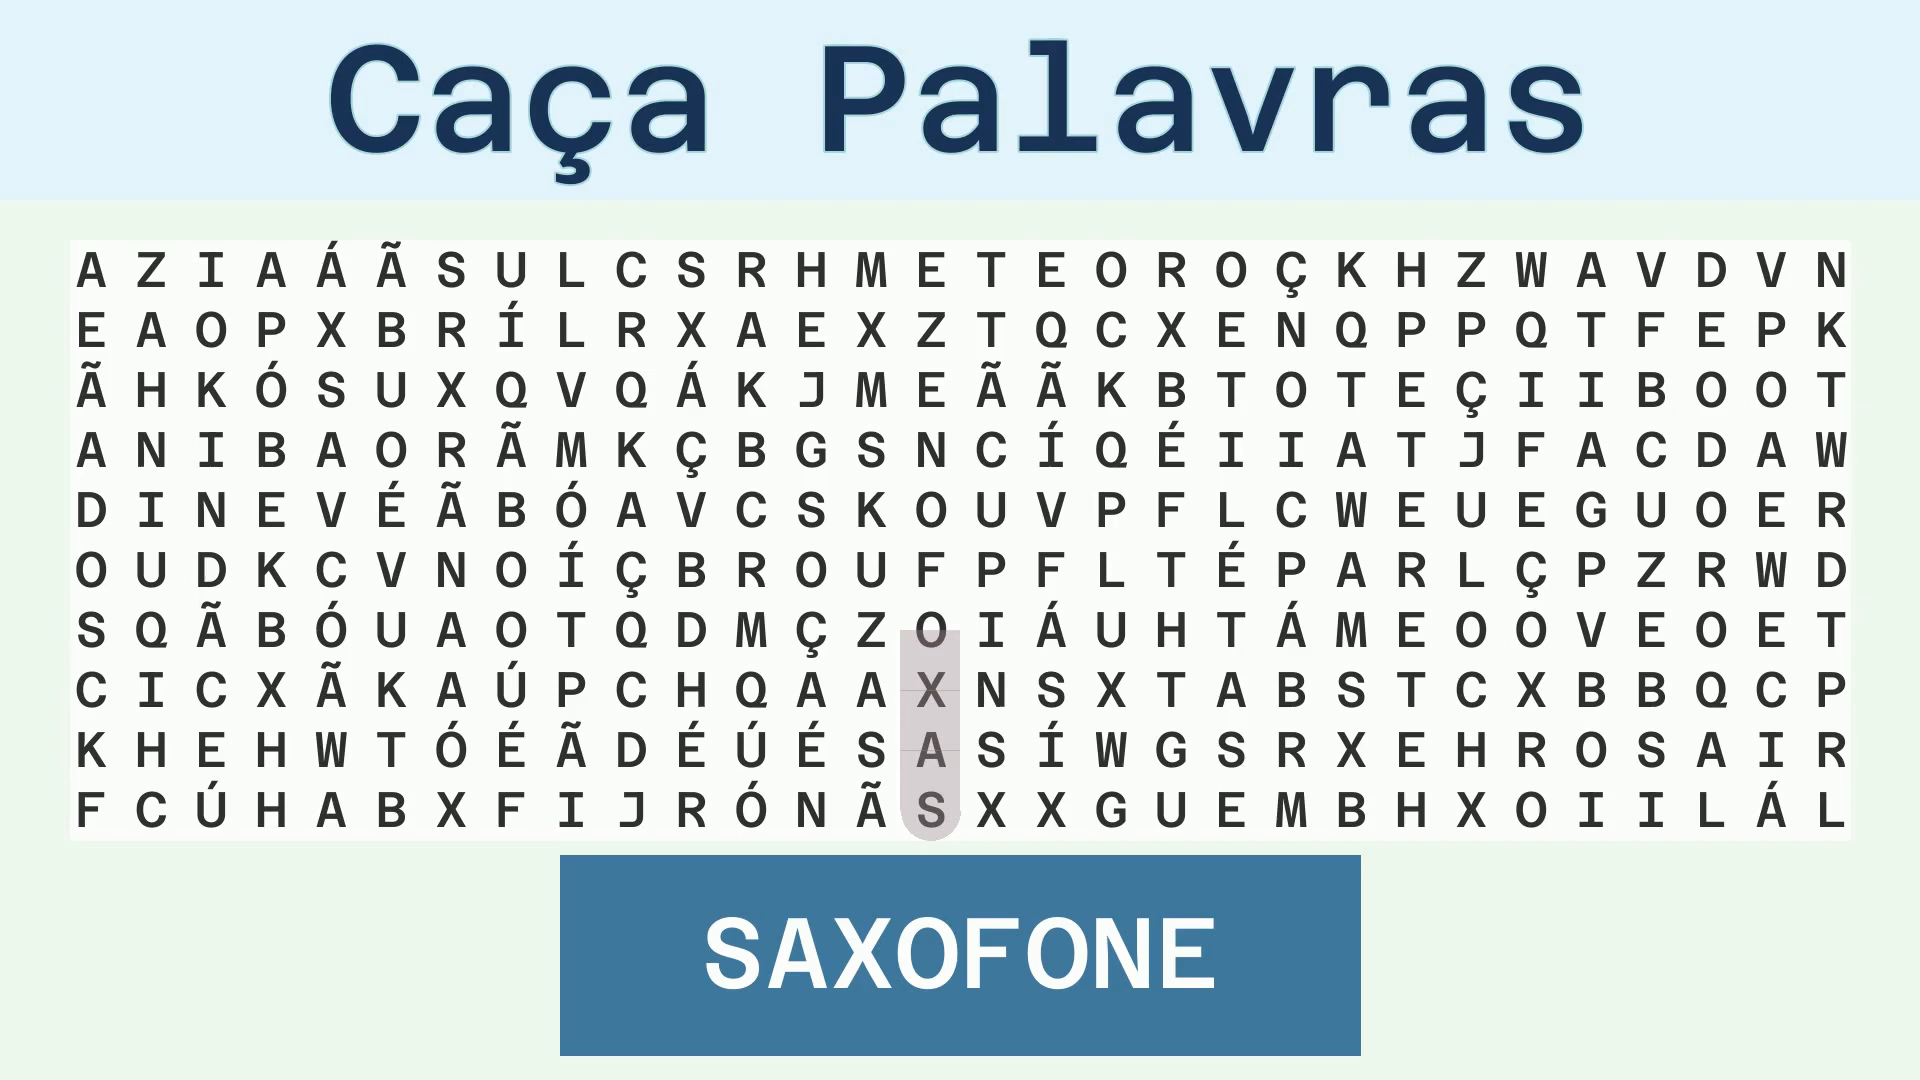 Caça Palavras
A Z I A Á Ã S U L C S R H M E T E O R O Ç K H Z W A V D V N
E A O P X B R Í L R X A E X Z T Q C X E N Q P P Q T F E P K
Ã H K Ó S U X Q V Q Á K J M E Ã Ã K B T O T E Ç I I B O O T
A N I B A O R Ã M K Ç B G S N C Í Q É I I A T J F A C D A W
D I N E V É Ã B Ó A V C S K O U V P F L C W E U E G U O E R
O U D K C V N O Í Ç B R O U F P F L T É P A R L Ç P Z R W D
S Q Ã B Ó U A O T Q D M Ç Z O I Á U H T Á M E O O V E O E T
C I C X Ã K A Ú P C H Q A A X N S X T A B S T C X B B Q C P
K H E H W T Ó É Ã D É Ú É S A S Í W G S R X E H R O S A I R
F C Ú H A B X F I J R Ó N Ã S X X G U E M B H X O I I L Á L
SAXOFONE